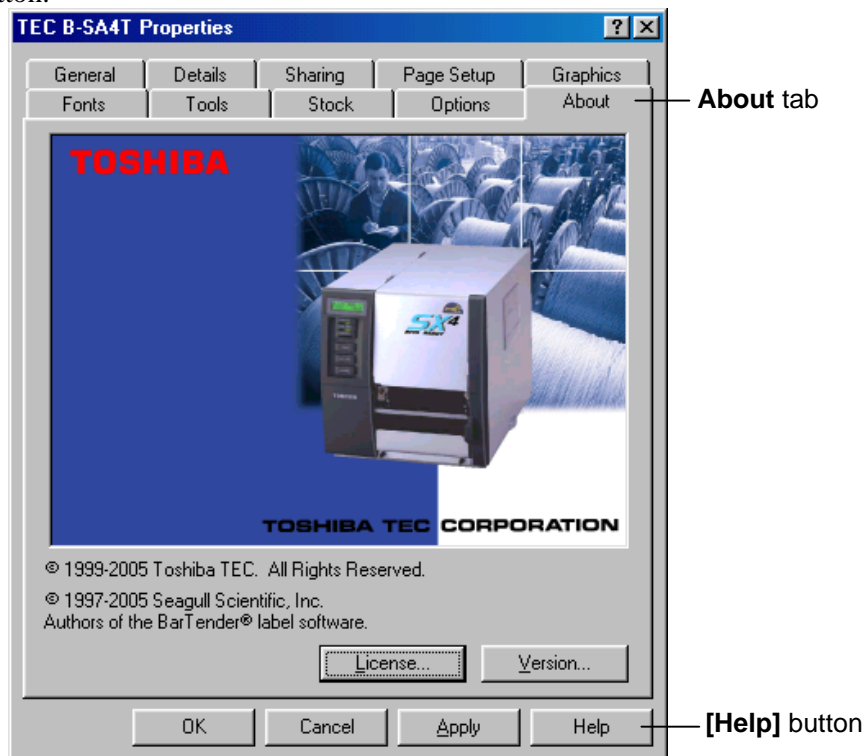 tton.
TEC B-SA4T Properties
General Details Sharing Page Setup Graphics
Fonts Tools Stock Options About
About tab
TOSHIBA
SX4
TOSHIBA TEC CORPORATION
© 1999-2005 Toshiba TEC. All Rights Reserved.
© 1997-2005 Seagull Scientific, Inc.
Authors of the BarTender® label software.
License... Version...
OK Cancel Apply Help
[Help] button